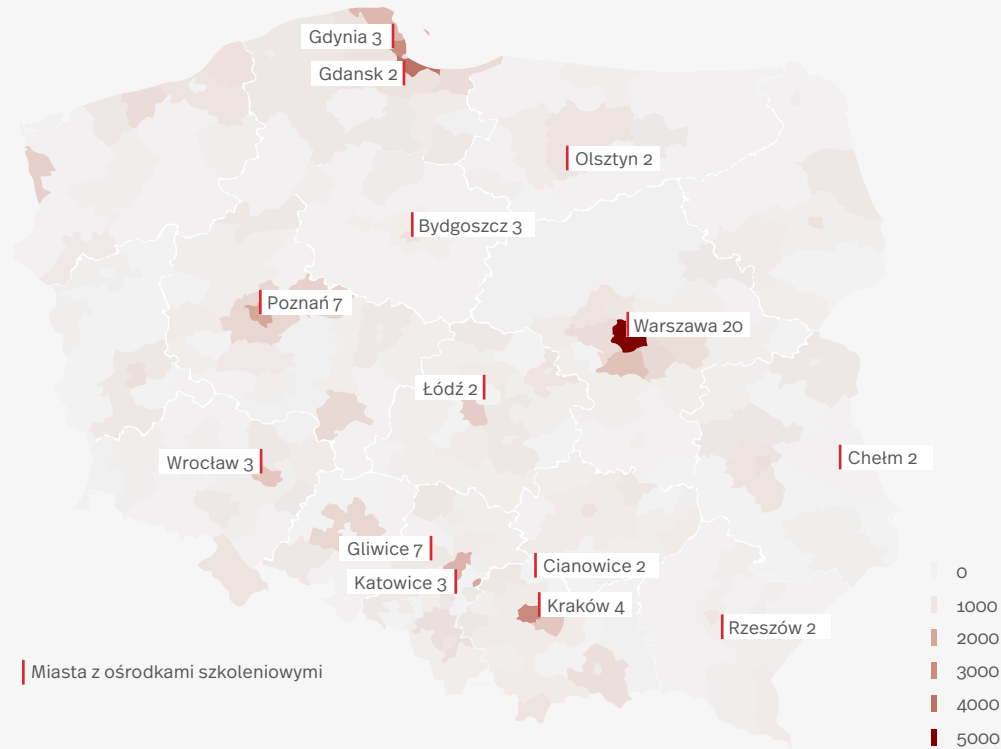 Gdynia 3
Gdansk 2
Olsztyn 2
Bydgoszcz 3
Poznań 7
Warszawa 20
Łódź 2
Wrocław 3
Chełm 2
Gliwice 7
Cianowice 2
Katowice 3
Kraków 4
Rzeszów 2
Miasta z ośrodkami szkoleniowymi
0
1000
2000
3000
4000
5000